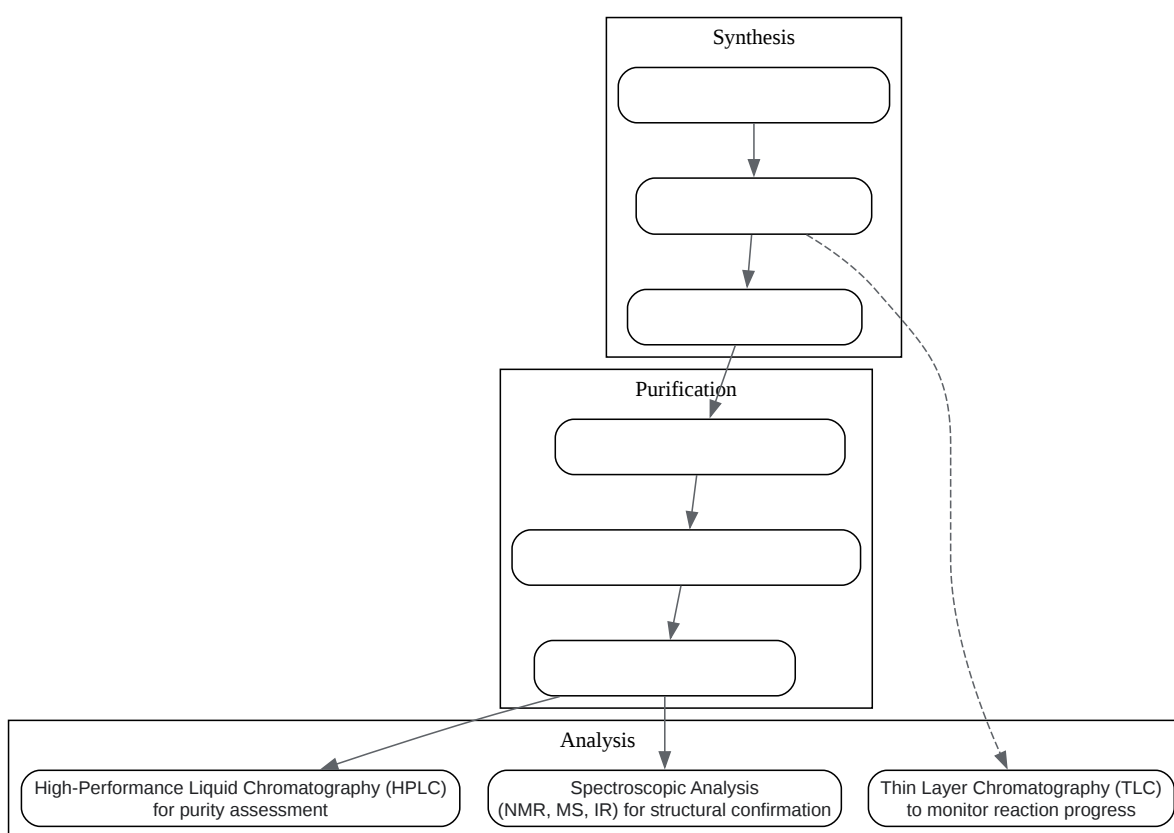 Synthesis
Purification
Analysis
High-Performance Liquid Chromatography (HPLC)
for purity assessment
Spectroscopic Analysis
(NMR, MS, IR) for structural confirmation
Thin Layer Chromatography (TLC)
to monitor reaction progress